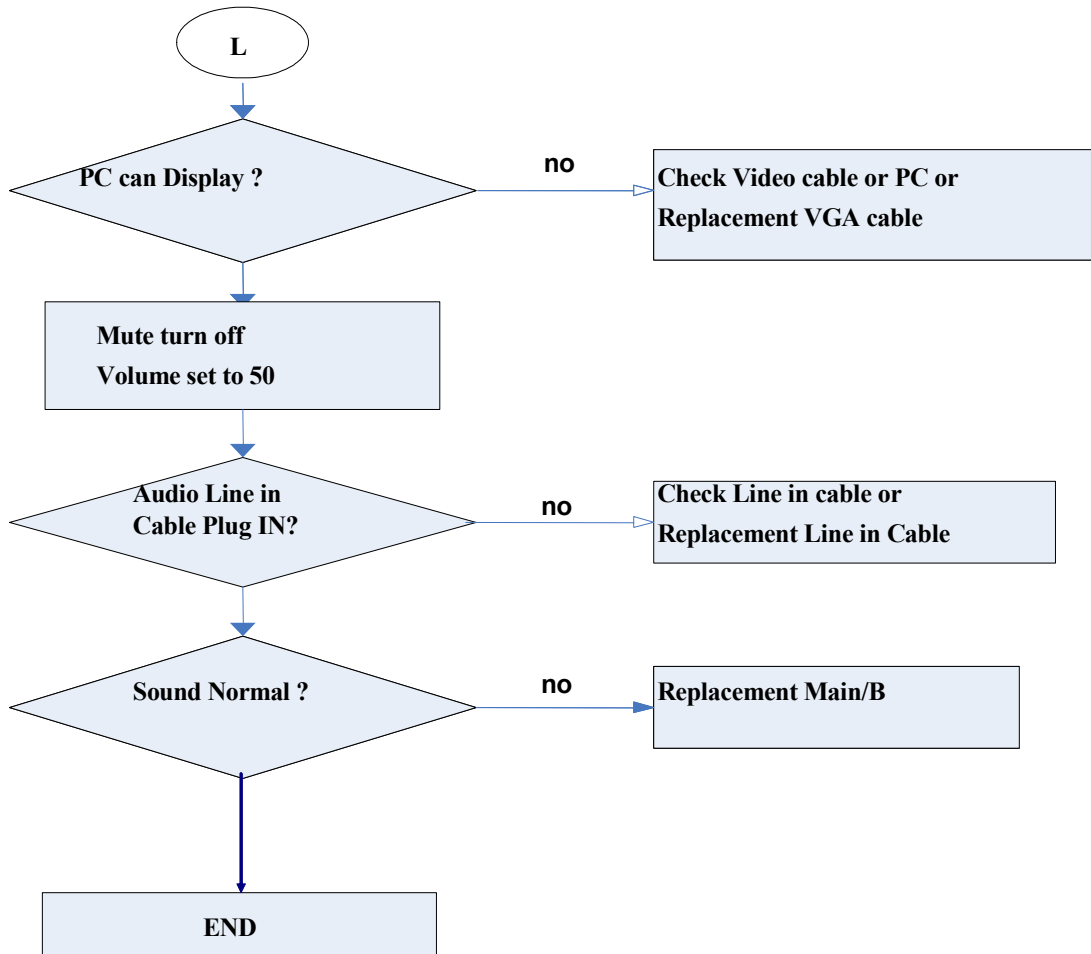 L
PC can Display ?
no
Check Video cable or PC or
Replacement VGA cable
Mute turn off
Volume set to 50
Audio Line in
Cable Plug IN?
no
Check Line in cable or
Replacement Line in Cable
Sound Normal ?
no
Replacement Main/B
END